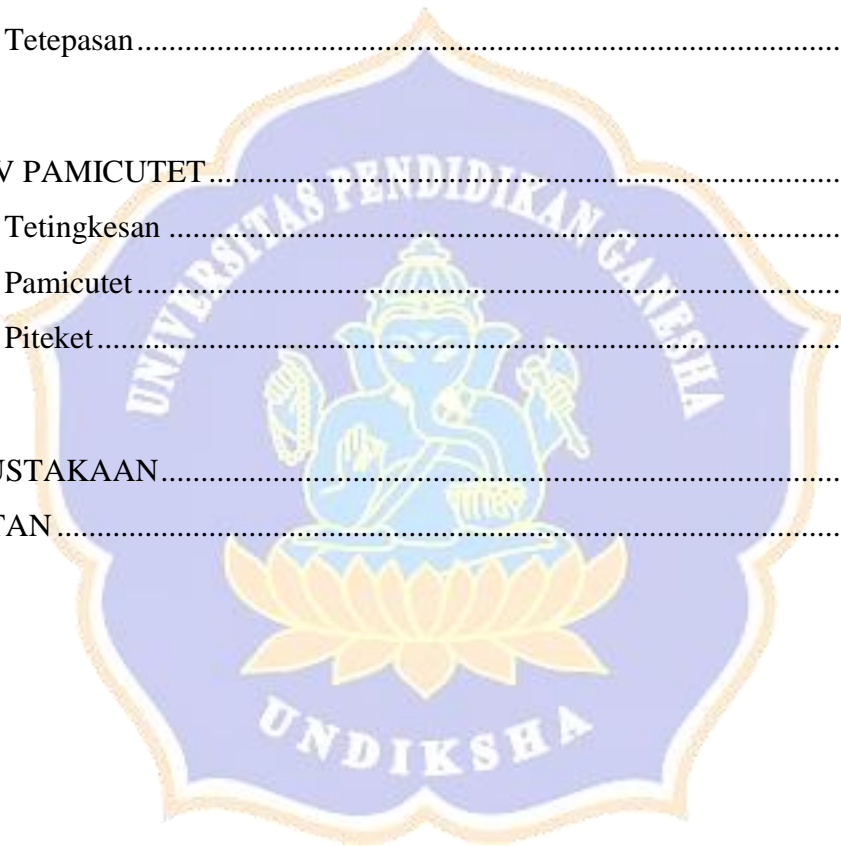 Tetepasan................................................................................
V PAMICUTET................................................................................
Tetingkesan ................................................................................
Pamicutet................................................................................
Piteket................................................................................
USTAKAAN................................................................................
TAN................................................................................
UNIVERSITAS PENDIDIKAN GANESHA
UNDIKSHA